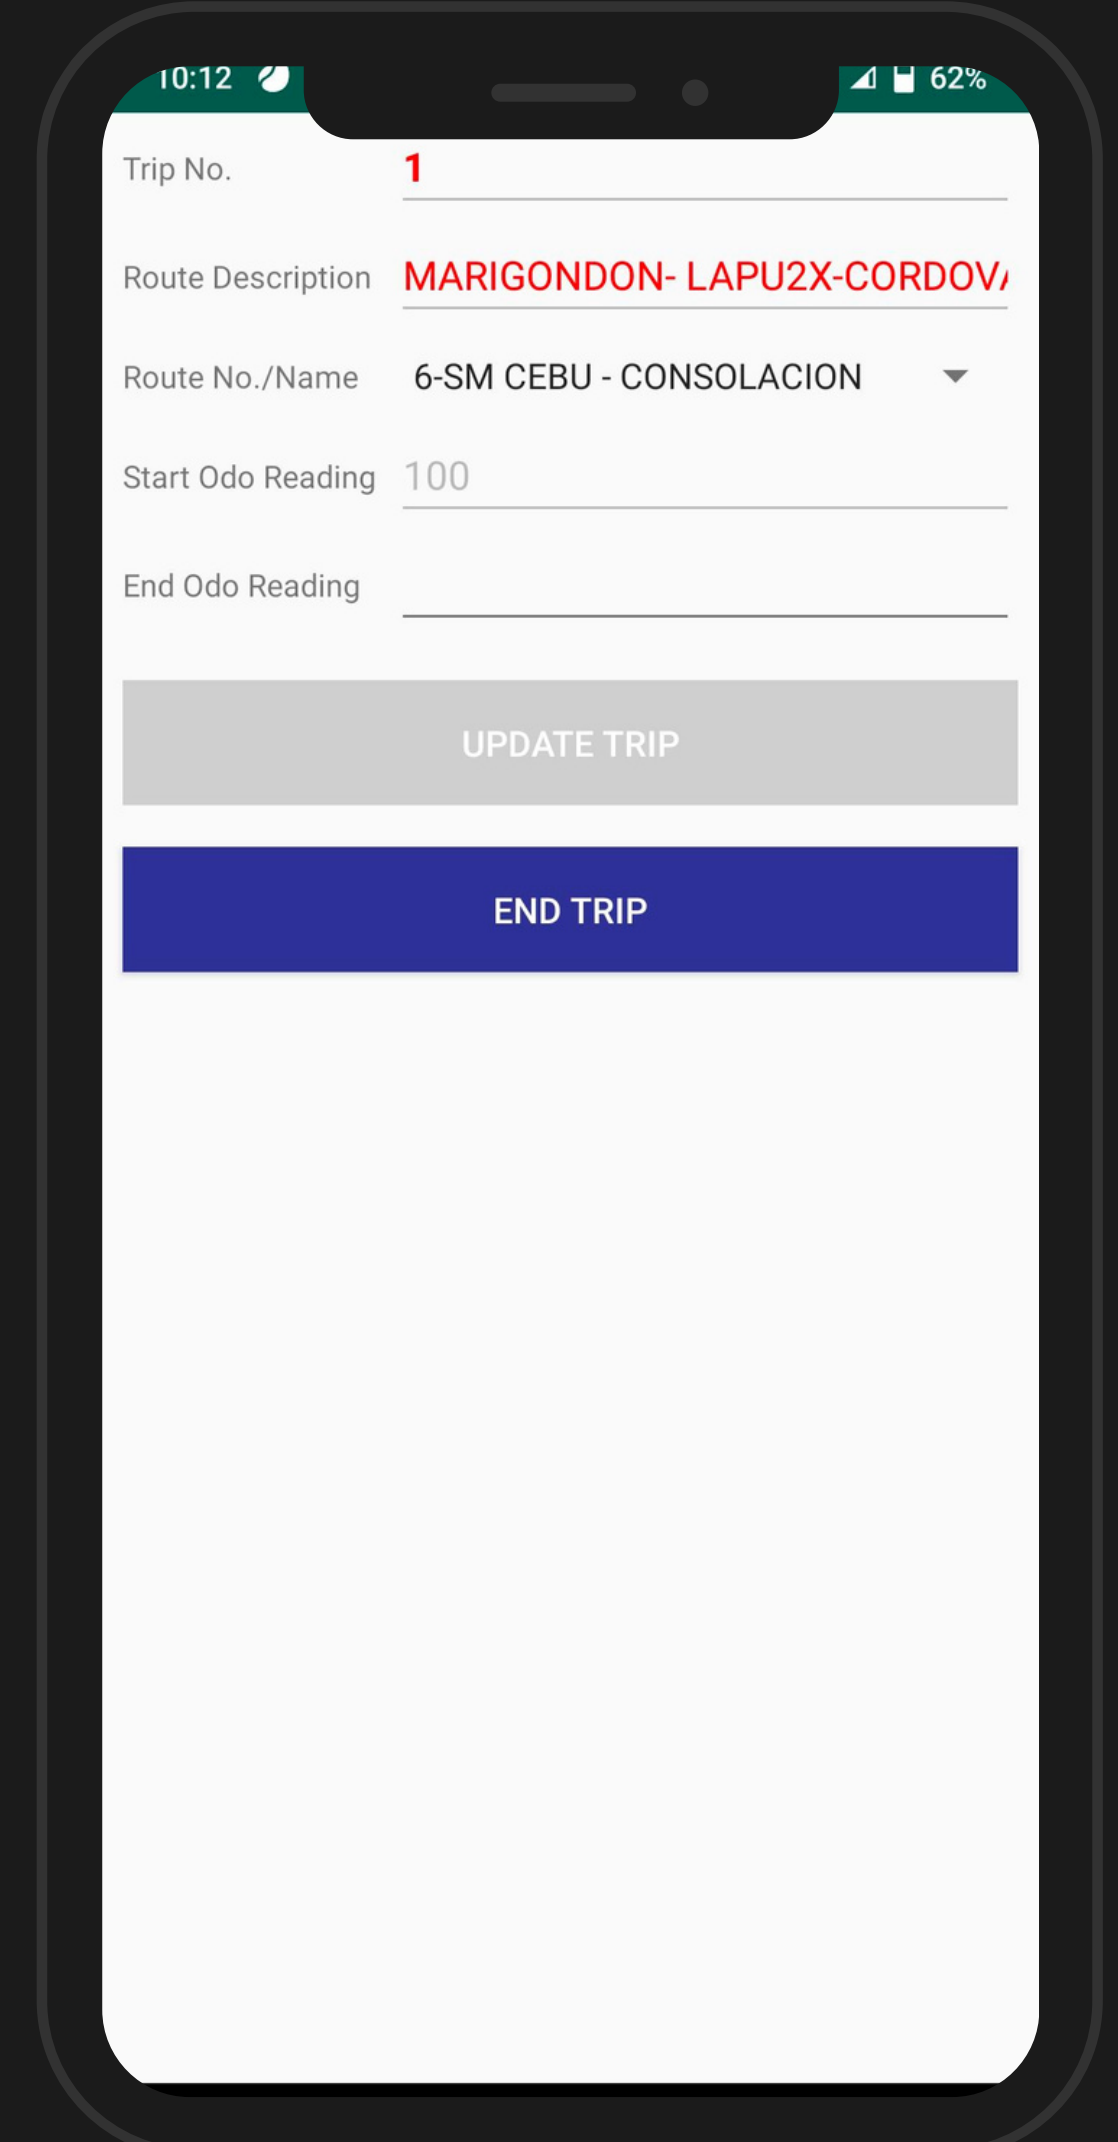 10:12 62%
Trip No. 1
Route Description MARIGONDON- LAPU2X-CORDOVA
Route No./Name 6-SM CEBU - CONSOLACION
Start Odo Reading 100
End Odo Reading
UPDATE TRIP
END TRIP